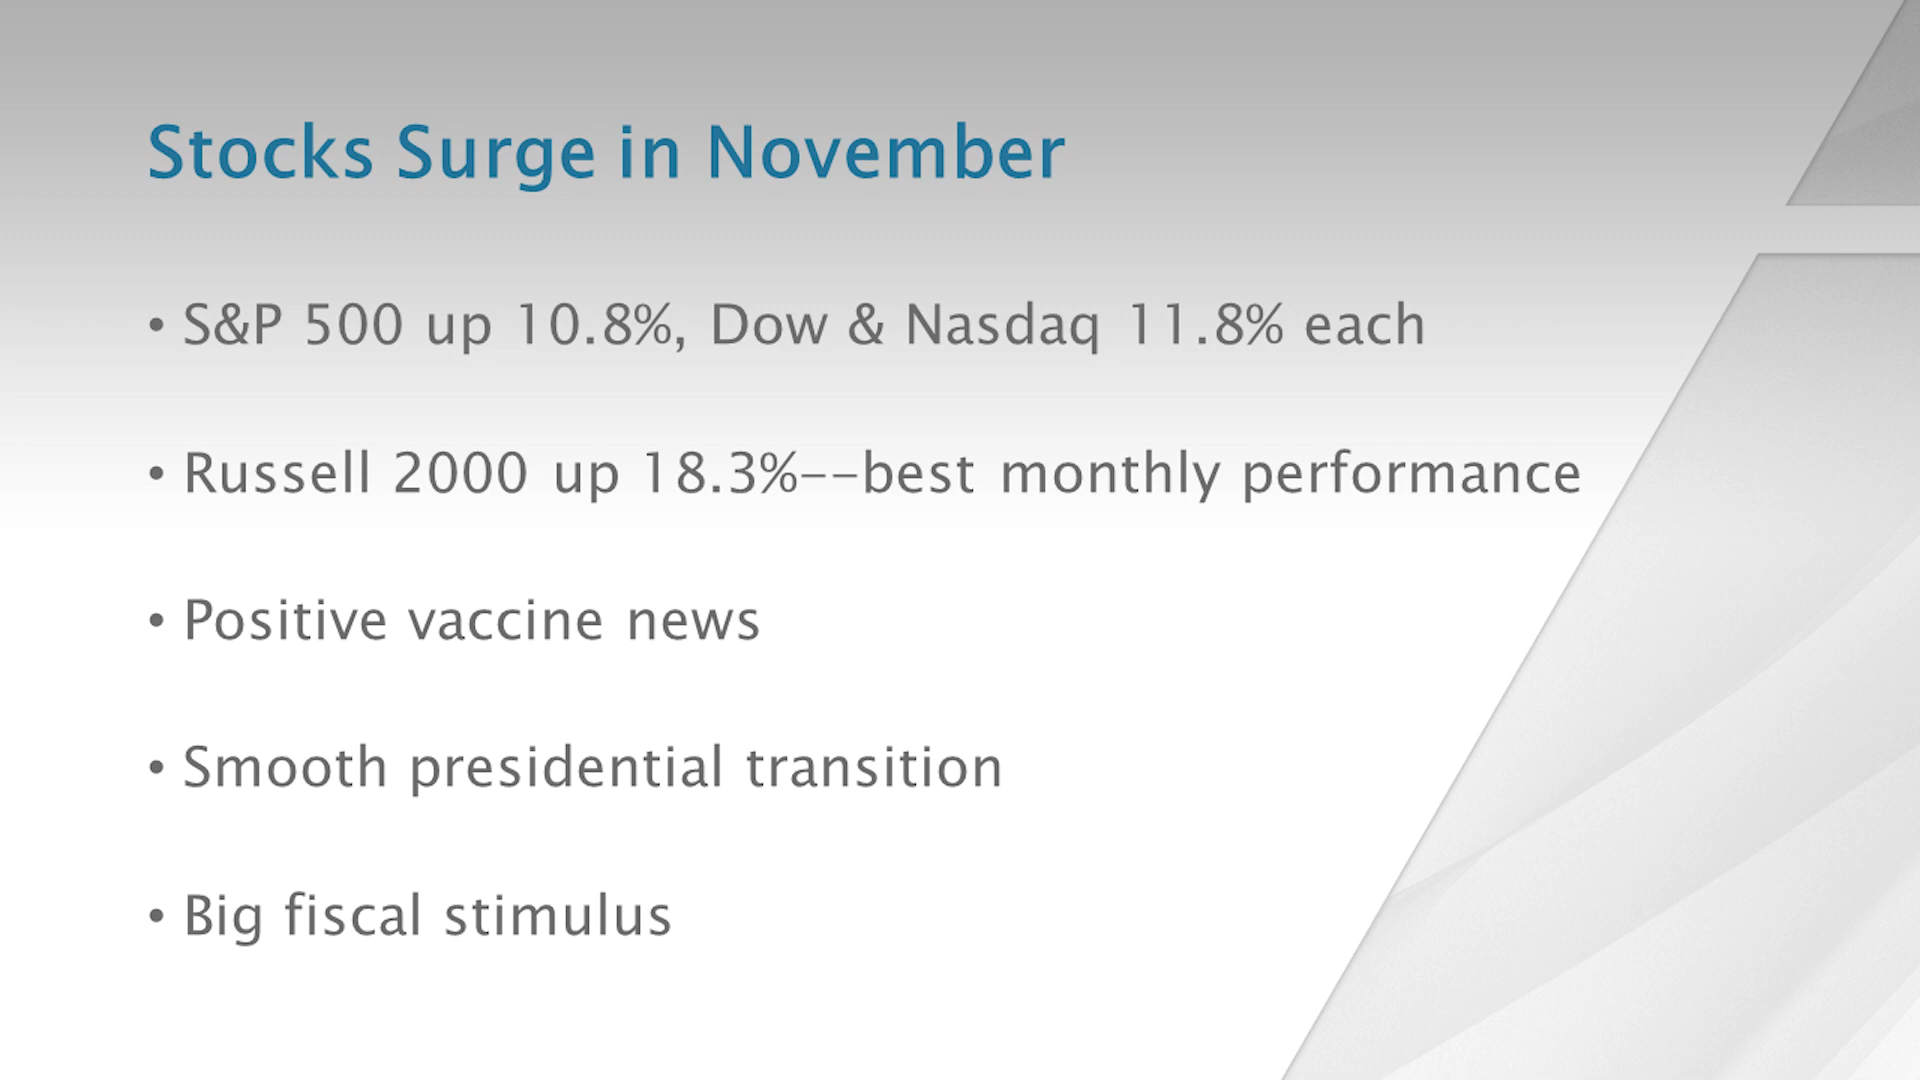 Stocks Surge in November
• S&P 500 up 10.8%, Dow & Nasdaq 11.8% each
• Russell 2000 up 18.3%--best monthly performance
• Positive vaccine news
• Smooth presidential transition
• Big fiscal stimulus